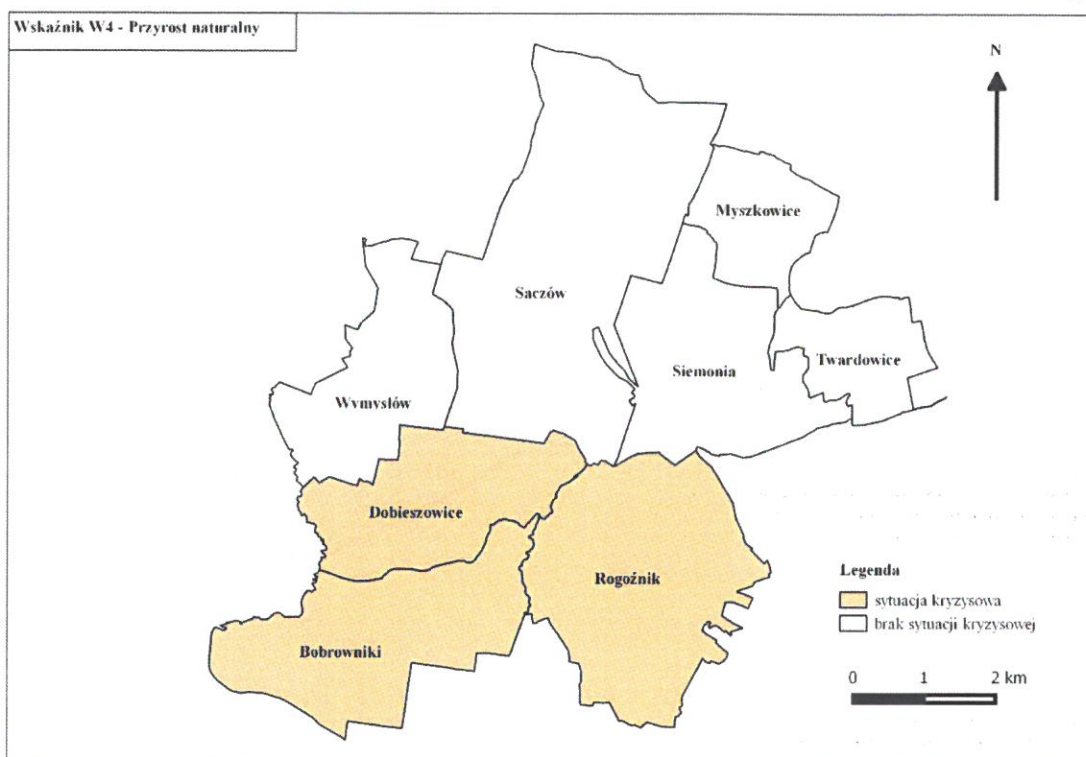 Wskaźnik W4 - Przyrost naturalny
N
Myszkowice
Saczów
Siemonia
Twardowice
Wymysłów
Dobieszowice
Rogoźnik
Bobrowniki
Legenda
sytuacja kryzysowa
brak sytuacji kryzysowej
0 1 2 km